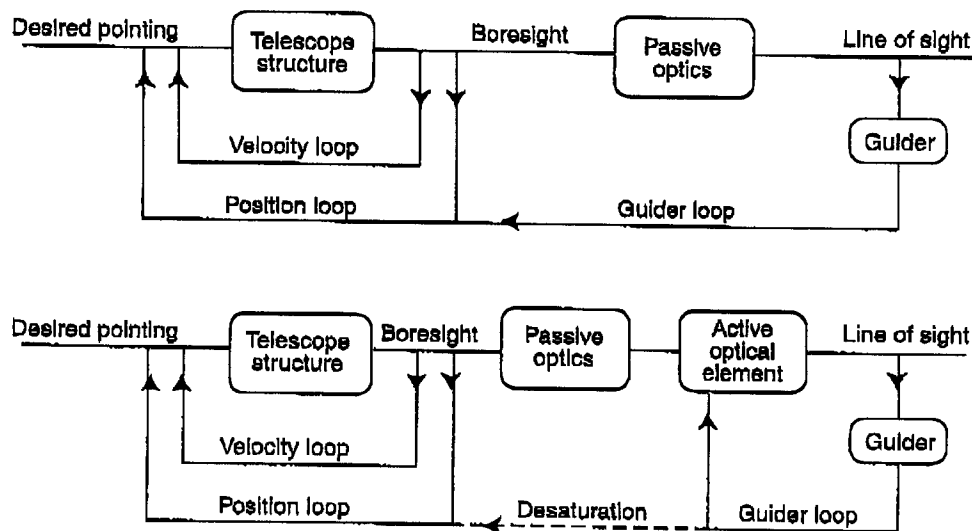 Desired pointing
Telescope
structure
Boresight
Passive
optics
Line of sight
Guider
Velocity loop
Position loop
Guider loop
Desired pointing
Telescope
structure
Boresight
Passive
optics
Active
optical
element
Line of sight
Guider
Velocity loop
Position loop
Desaturation
Guider loop